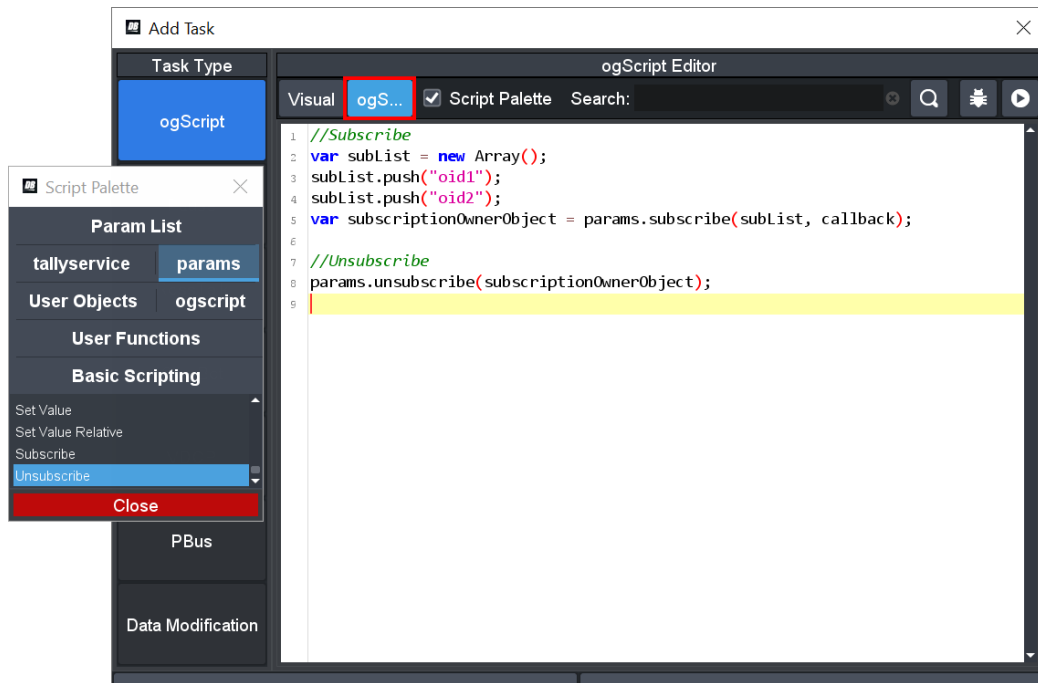 DB Add Task
Task Type
ogScript Editor
ogScript
Visual ogS... Script Palette Search:
1 //Subscribe
2 var subList = new Array();
3 subList.push("oid1");
4 subList.push("oid2");
5 var subscriptionOwnerObject = params.subscribe(subList, callback);
6
7 //Unsubscribe
8 params.unsubscribe(subscriptionOwnerObject);
9
DB Script Palette
Param List
tallyservice params
User Objects ogscript
User Functions
Basic Scripting
Set Value
Set Value Relative
Subscribe
Unsubscribe
Close
PBus
Data Modification